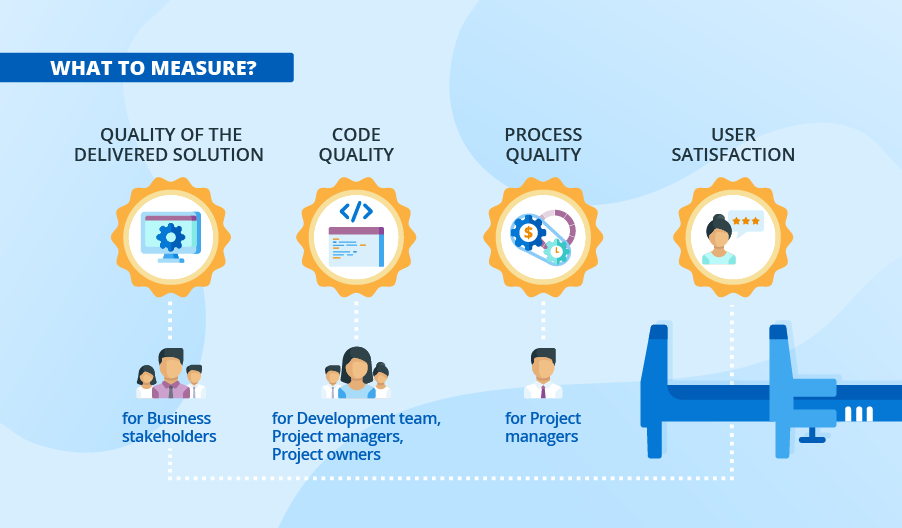 WHAT TO MEASURE?
QUALITY OF THE
DELIVERED SOLUTION
CODE
QUALITY
PROCESS
QUALITY
USER
SATISFACTION
</>
$
for Business
stakeholders
for Development team,
Project managers,
Project owners
for Project
managers